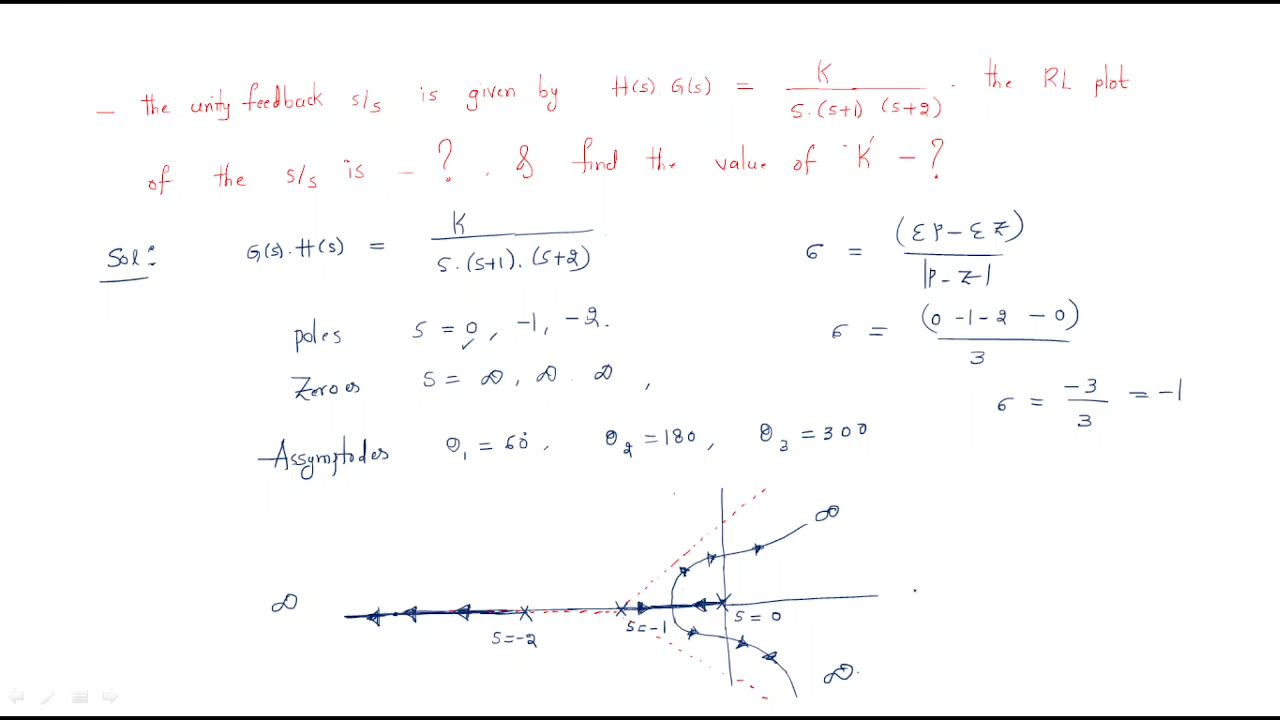 - the unity feedback s/s is given by H(s). G(s) = K / S.(S+1) (S+2) . the RL plot
of the s/s is - ? . & find the value of 'K' - ?
Sol:
G(s).H(s) = K / S.(S+1).(S+2)
σ = (ΣP - ΣZ) / |P - Z|
poles S = 0, -1, -2.
σ = (0 -1 -2 - 0) / 3
Zeroes S = ∞, ∞ ∞ ,
σ = -3 / 3 = -1
Assymptodes θ1 = 60°, θ2 = 180, θ3 = 300
∞
∞
S=-2
S=-1
S = 0
∞.